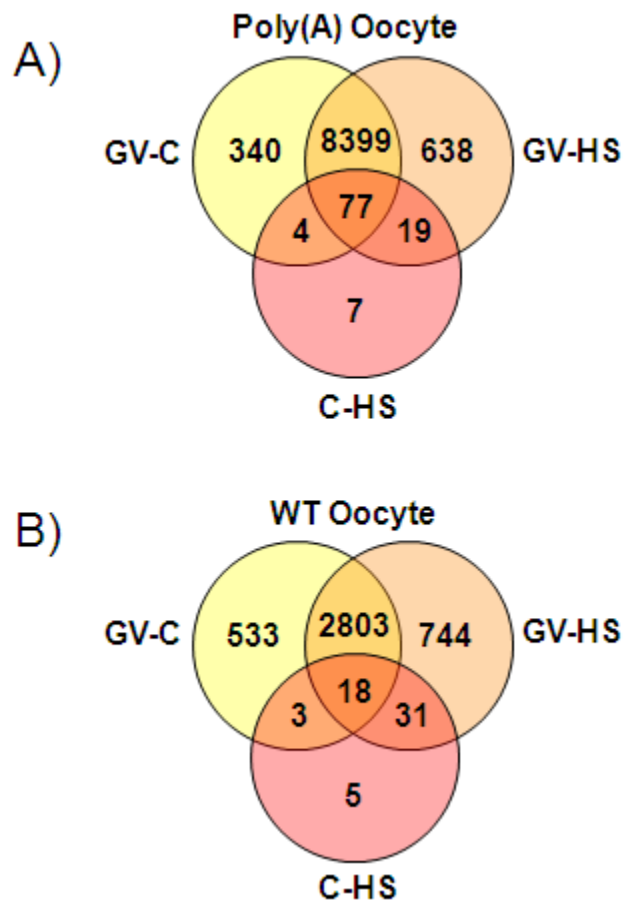 Poly(A) Oocyte
A)
GV-C 340 8399 638 GV-HS
77
4 19
7
C-HS
WT Oocyte
B)
GV-C 533 2803 744 GV-HS
18
3 31
5
C-HS